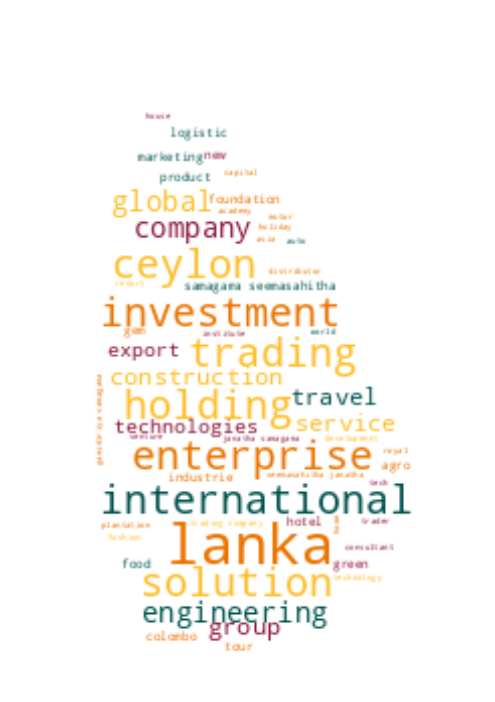 house
logistic
marketing new
product capital
global foundation
academy
company motor
holiday
asia auto
ceylon distributor
resort samagama seemasahitha
investment
gem institute world
export trading
construction
holding travel
technologies service
venture janatha samagama development
enterprise royal
agro
industrie seemasahitha janatha
tech
international
plantation trading company hotel home trader
lanka
fashion
consultant
food green
solution technology
engineering
group
colombo
tour